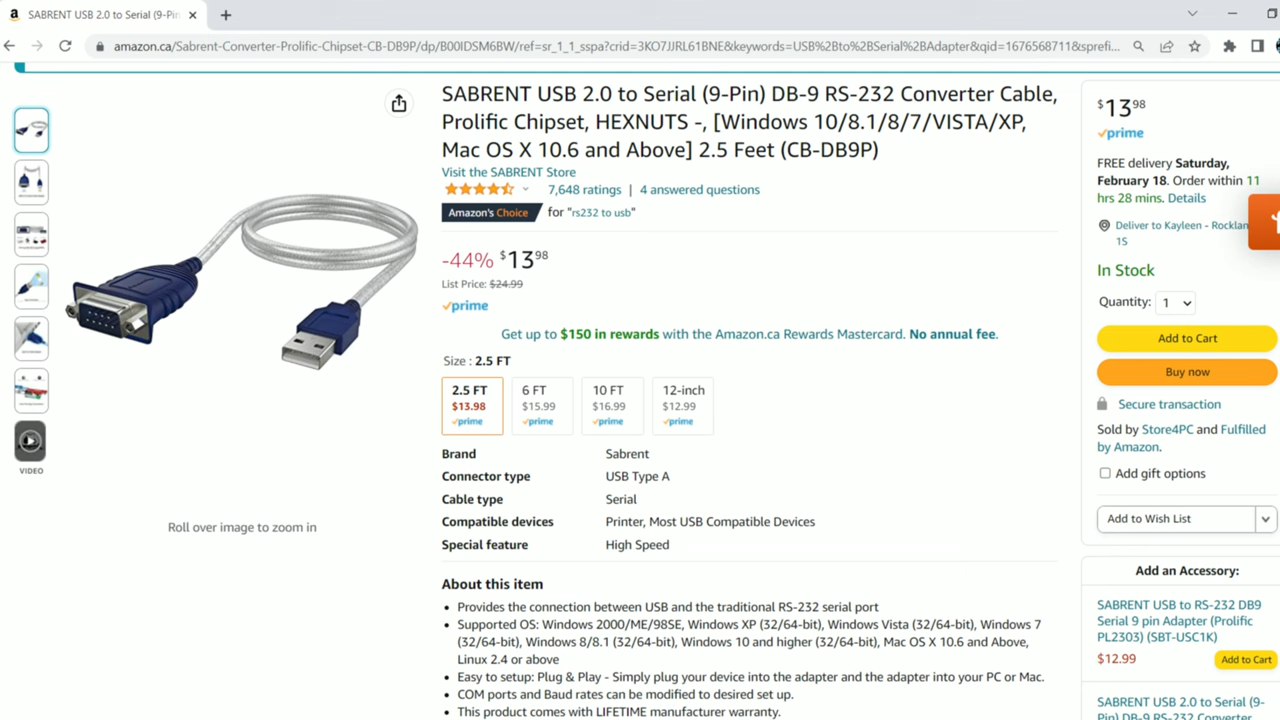 SABRENT USB 2.0 to Serial (9-Pin
amazon.ca/Sabrent-Converter-Prolific-Chipset-CB-DB9P/dp/B00IDSM6BW/ref=sr_1_1_sspa?crid=3KO7JJRL61BNE&keywords=USB%2Bto%2BSerial%2BAdapter&qid=1676568711&sprefi...
SABRENT USB 2.0 to Serial (9-Pin) DB-9 RS-232 Converter Cable,
Prolific Chipset, HEXNUTS -, [Windows 10/8.1/8/7/VISTA/XP,
Mac OS X 10.6 and Above] 2.5 Feet (CB-DB9P)
Visit the SABRENT Store
7,648 ratings | 4 answered questions
Amazon's Choice for "rs232 to usb"
-44% $1398
List Price: $24.99
prime
Get up to $150 in rewards with the Amazon.ca Rewards Mastercard. No annual fee.
Size : 2.5 FT
2.5 FT
$13.98
prime
6 FT
$15.99
prime
10 FT
$16.99
prime
12-inch
$12.99
prime
Brand Sabrent
Connector type USB Type A
Cable type Serial
Compatible devices Printer, Most USB Compatible Devices
Special feature High Speed
About this item
• Provides the connection between USB and the traditional RS-232 serial port
• Supported OS: Windows 2000/ME/98SE, Windows XP (32/64-bit), Windows Vista (32/64-bit), Windows 7
(32/64-bit), Windows 8/8.1 (32/64-bit), Windows 10 and higher (32/64-bit), Mac OS X 10.6 and Above,
Linux 2.4 or above
• Easy to setup: Plug & Play - Simply plug your device into the adapter and the adapter into your PC or Mac.
• COM ports and Baud rates can be modified to desired set up.
• This product comes with LIFETIME manufacturer warranty.
VIDEO
Roll over image to zoom in
$1398
prime
FREE delivery Saturday,
February 18. Order within 11
hrs 28 mins. Details
Deliver to Kayleen - Rocklan
1S
In Stock
Quantity: 1
Add to Cart
Buy now
Secure transaction
Sold by Store4PC and Fulfilled
by Amazon.
Add gift options
Add to Wish List
Add an Accessory:
SABRENT USB to RS-232 DB9
Serial 9 pin Adapter (Prolific
PL2303) (SBT-USC1K)
$12.99 Add to Cart
SABRENT USB 2.0 to Serial (9-
Pin) DB-9 RS-232 Converter